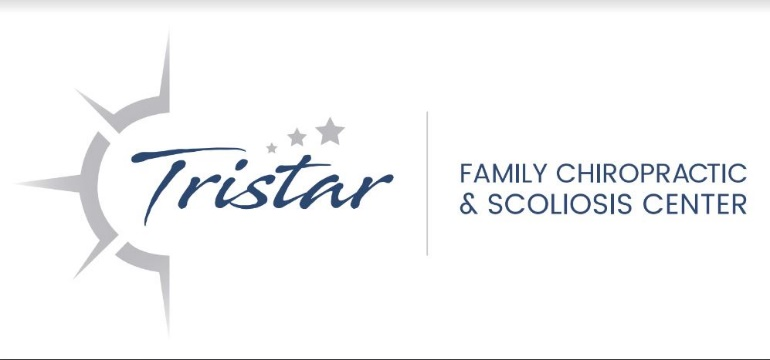 Tristar
FAMILY CHIROPRACTIC
& SCOLIOSIS CENTER